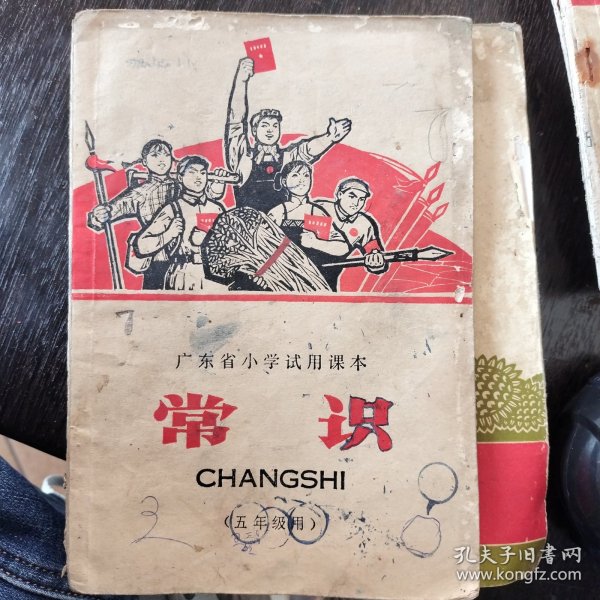 广东省小学试用课本
常识
CHANGSHI
(五年级用)
孔夫子旧书网
www.kongfz.com